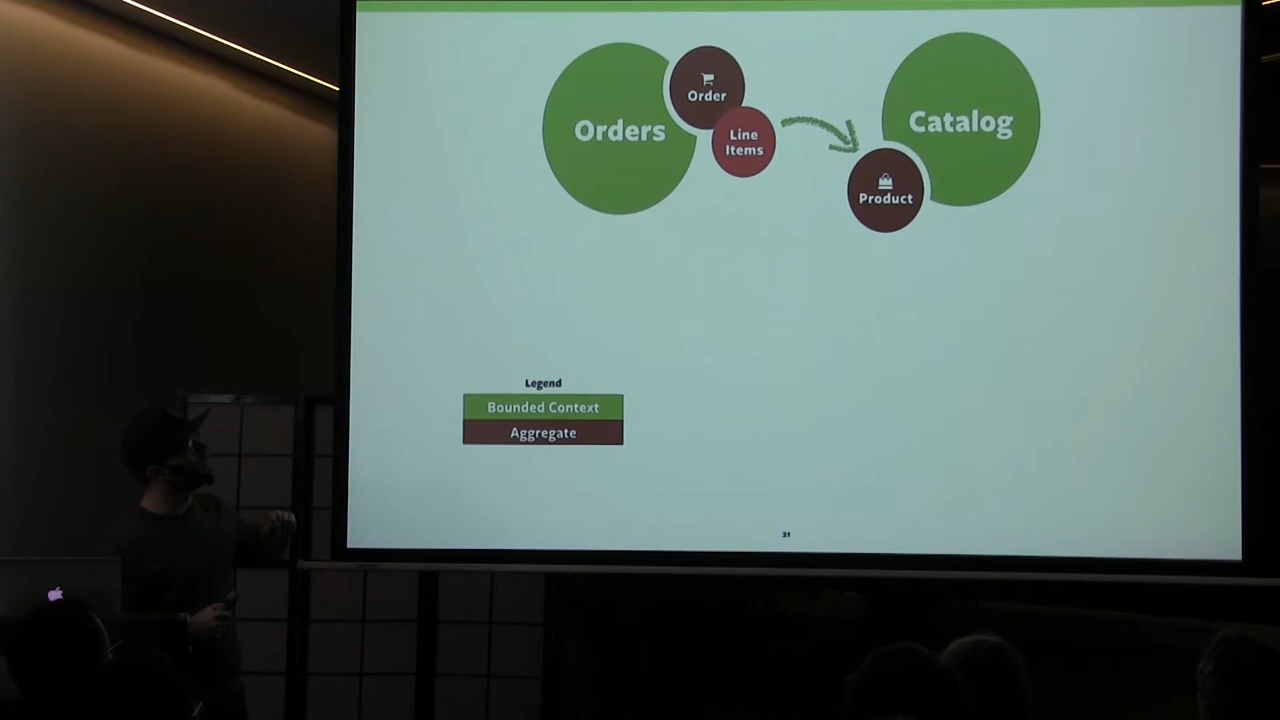 Orders
Order
Line
Items
Catalog
Product
Legend
Bounded Context
Aggregate
31